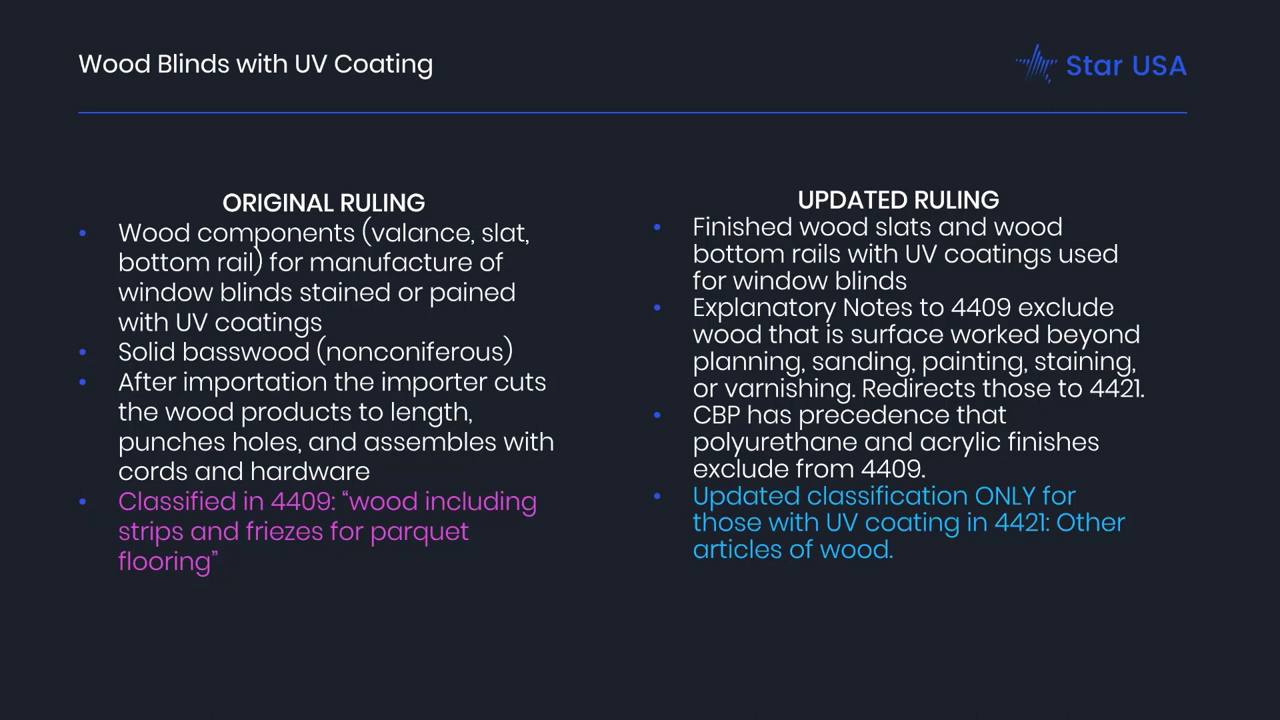 Wood Blinds with UV Coating
Star USA
ORIGINAL RULING
• Wood components (valance, slat,
bottom rail) for manufacture of
window blinds stained or pained
with UV coatings
• Solid basswood (nonconiferous)
• After importation the importer cuts
the wood products to length,
punches holes, and assembles with
cords and hardware
• Classified in 4409: “wood including
strips and friezes for parquet
flooring”
UPDATED RULING
• Finished wood slats and wood
bottom rails with UV coatings used
for window blinds
• Explanatory Notes to 4409 exclude
wood that is surface worked beyond
planning, sanding, painting, staining,
or varnishing. Redirects those to 4421.
• CBP has precedence that
polyurethane and acrylic finishes
exclude from 4409.
• Updated classification ONLY for
those with UV coating in 4421: Other
articles of wood.